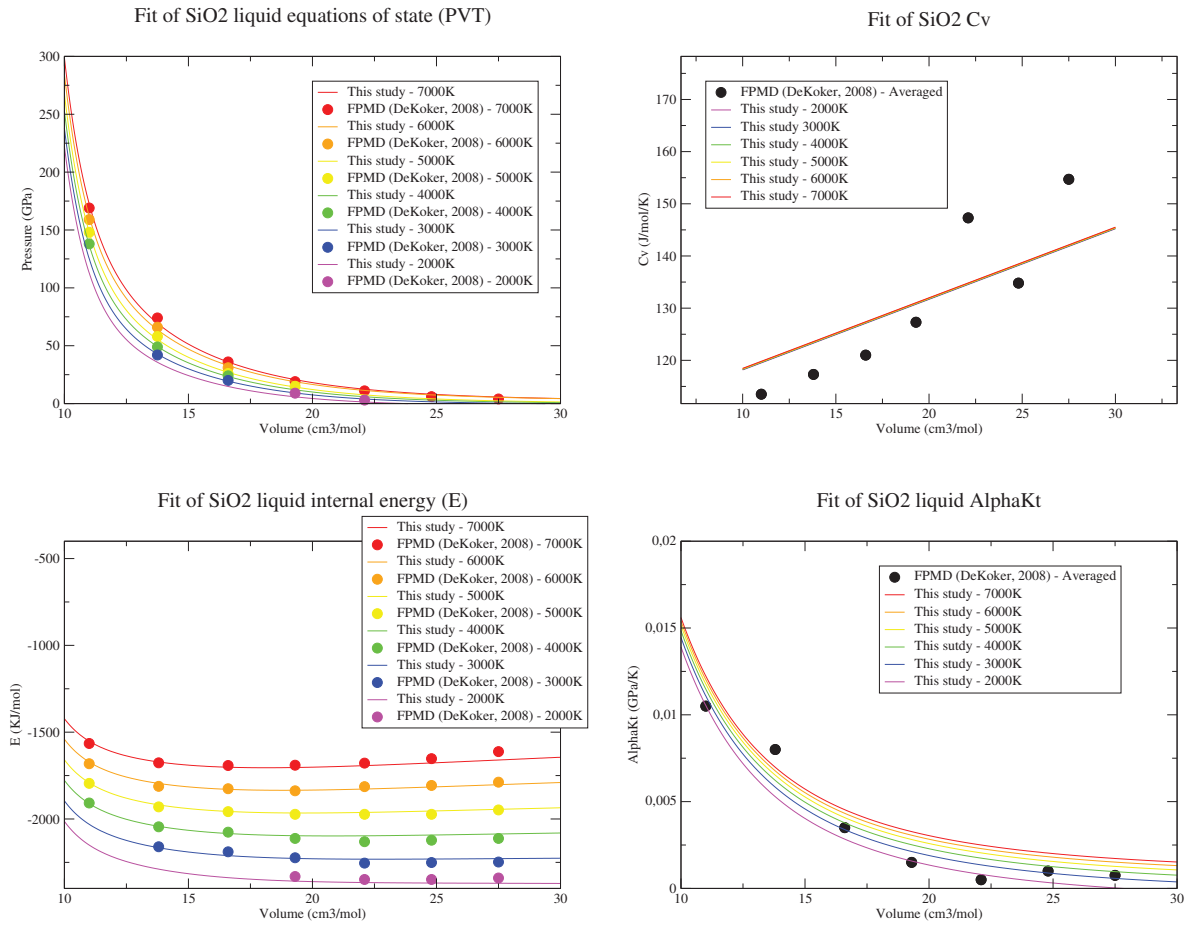 Fit of SiO2 liquid equations of state (PVT)
300
250
200
150
100
50
0
Pressure (GPa)
10
15
20
25
30
Volume (cm3/mol)
This study - 7000K
FPMD (DeKoker, 2008) - 7000K
This study - 6000K
FPMD (DeKoker, 2008) - 6000K
This study - 5000K
FPMD (DeKoker, 2008) - 5000K
This study - 4000K
FPMD (DeKoker, 2008) - 4000K
This study - 3000K
FPMD (DeKoker, 2008) - 3000K
This study - 2000K
FPMD (DeKoker, 2008) - 2000K
Fit of SiO2 Cv
170
160
150
140
130
120
Cv (J/mol/K)
10
15
20
25
30
Volume (cm3/mol)
FPMD (DeKoker, 2008) - Averaged
This study - 2000K
This study 3000K
This study - 4000K
This study - 5000K
This study - 6000K
This study - 7000K
Fit of SiO2 liquid internal energy (E)
-500
-1000
-1500
-2000
E (KJ/mol)
10
15
20
25
30
Volume (cm3/mol)
This study - 7000K
FPMD (DeKoker, 2008) - 7000K
This study - 6000K
FPMD (DeKoker, 2008) - 6000K
This study - 5000K
FPMD (DeKoker, 2008) - 5000K
This study - 4000K
FPMD (DeKoker, 2008) - 4000K
This study - 3000K
FPMD (DeKoker, 2008) - 3000K
This study - 2000K
FPMD (DeKoker, 2008) - 2000K
Fit of SiO2 liquid AlphaKt
0,02
0,015
0,01
0,005
0
AlphaKt (GPa/K)
10
15
20
25
30
Volume (cm3/mol)
FPMD (DeKoker, 2008) - Averaged
This study - 7000K
This study - 6000K
This study - 5000K
This study - 4000K
This study - 3000K
This study - 2000K